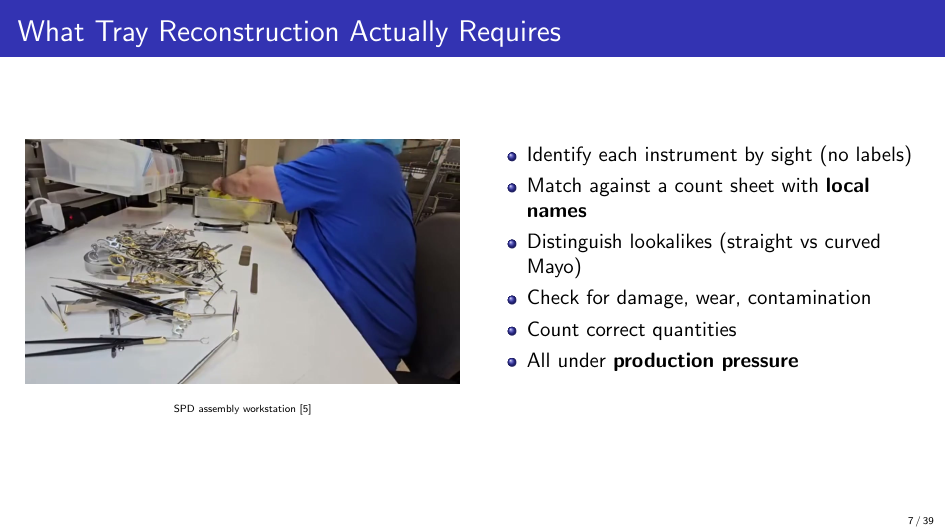 What Tray Reconstruction Actually Requires
Identify each instrument by sight (no labels)
Match against a count sheet with local
names
Distinguish lookalikes (straight vs curved
Mayo)
Check for damage, wear, contamination
Count correct quantities
All under production pressure
SPD assembly workstation [5]
7 / 39